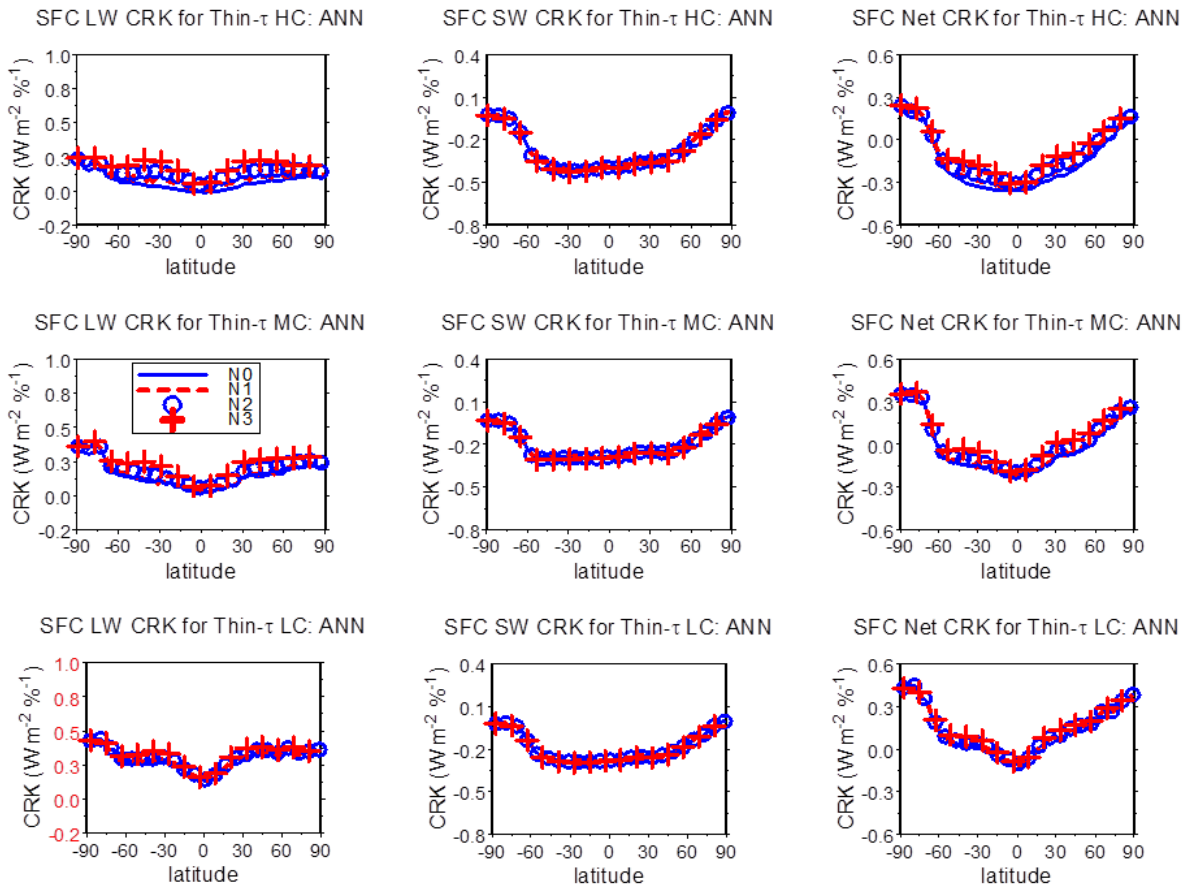 SFC LW CRK for Thin-τ HC: ANN
SFC SW CRK for Thin-τ HC: ANN
SFC Net CRK for Thin-τ HC: ANN
CRK (W m-2 %-1)
1.0
0.8
0.5
0.3
0.0
-0.2
-90 -60 -30 0 30 60 90
latitude
CRK (W m-2 %-1)
0.4
0.1
-0.2
-0.5
-0.8
-90 -60 -30 0 30 60 90
latitude
CRK (W m-2 %-1)
0.6
0.3
0.0
-0.3
-0.6
-90 -60 -30 0 30 60 90
latitude
SFC LW CRK for Thin-τ MC: ANN
SFC SW CRK for Thin-τ MC: ANN
SFC Net CRK for Thin-τ MC: ANN
CRK (W m-2 %-1)
1.0
0.8
0.5
0.3
0.0
-0.2
N0
N1
N2
N3
-90 -60 -30 0 30 60 90
latitude
CRK (W m-2 %-1)
0.4
0.1
-0.2
-0.5
-0.8
-90 -60 -30 0 30 60 90
latitude
CRK (W m-2 %-1)
0.6
0.3
0.0
-0.3
-0.6
-90 -60 -30 0 30 60 90
latitude
SFC LW CRK for Thin-τ LC: ANN
SFC SW CRK for Thin-τ LC: ANN
SFC Net CRK for Thin-τ LC: ANN
CRK (W m-2 %-1)
1.0
0.8
0.5
0.3
0.0
-0.2
-90 -60 -30 0 30 60 90
latitude
CRK (W m-2 %-1)
0.4
0.1
-0.2
-0.5
-0.8
-90 -60 -30 0 30 60 90
latitude
CRK (W m-2 %-1)
0.6
0.3
0.0
-0.3
-0.6
-90 -60 -30 0 30 60 90
latitude